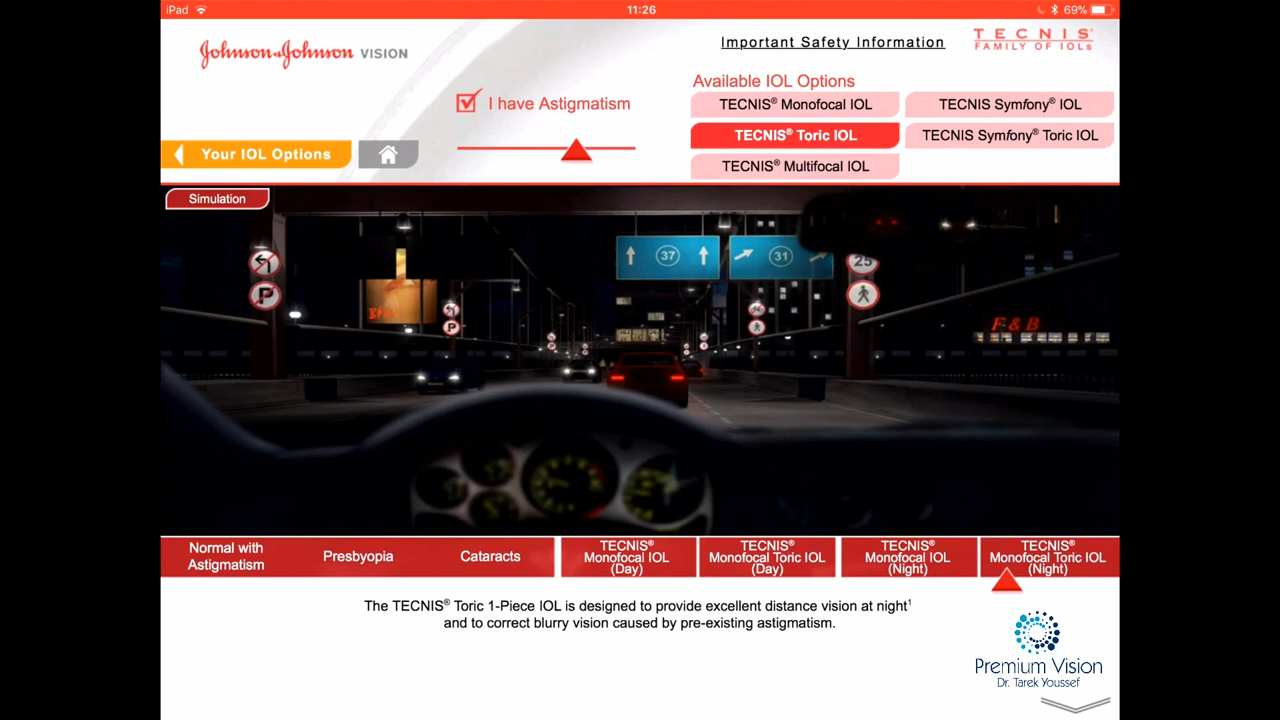 iPad
11:26
69%
Johnson & Johnson VISION
Important Safety Information
TECNIS®
FAMILY OF IOLs
I have Astigmatism
Available IOL Options
TECNIS® Monofocal IOL
TECNIS Symfony® IOL
TECNIS® Toric IOL
TECNIS Symfony® Toric IOL
TECNIS® Multifocal IOL
Your IOL Options
Simulation
37
31
25
P
P
F&B
Normal with
Astigmatism
Presbyopia
Cataracts
TECNIS®
Monofocal IOL
(Day)
TECNIS®
Monofocal Toric IOL
(Day)
TECNIS®
Monofocal IOL
(Night)
TECNIS®
Monofocal Toric IOL
(Night)
The TECNIS® Toric 1-Piece IOL is designed to provide excellent distance vision at night¹
and to correct blurry vision caused by pre-existing astigmatism.
Premium Vision
Dr. Tarek Youssef